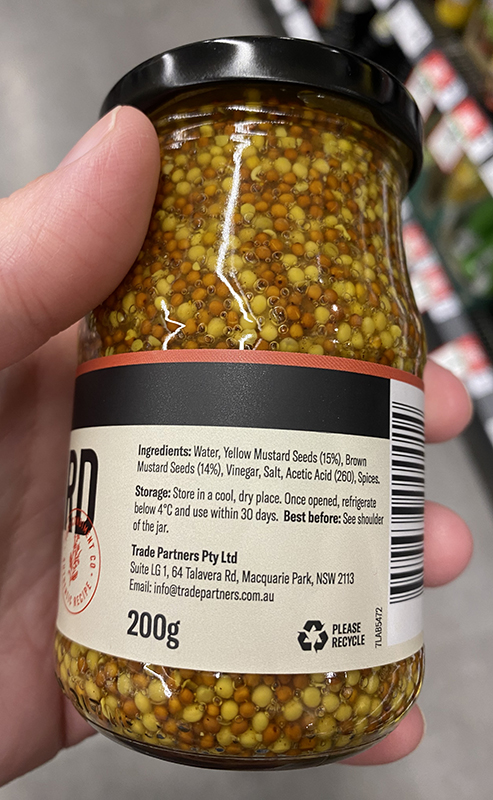 RD
Ingredients: Water, Yellow Mustard Seeds (15%), Brown
Mustard Seeds (14%), Vinegar, Salt, Acetic Acid (260), Spices.
Storage: Store in a cool, dry place. Once opened, refrigerate
below 4°C and use within 30 days. Best before: See shoulder
of the jar.
Trade Partners Pty Ltd
Suite LG 1, 64 Talavera Rd, Macquarie Park, NSW 2113
Email: info@tradepartners.com.au
200g
PLEASE
RECYCLE
7LAB5472
RECIPE